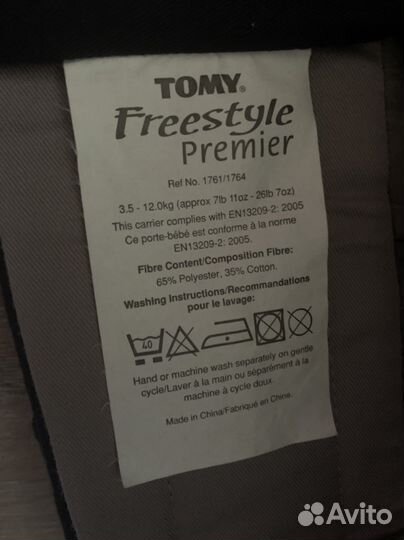 TOMY®
Freestyle
Premier
Ref No. 1761/1764
3.5 - 12.0kg (approx 7lb 11oz - 26lb 7oz)
This carrier complies with EN13209-2: 2005
Ce porte-bébé est conforme à la norme
EN13209-2: 2005.
Fibre Content/Composition Fibre:
65% Polyester, 35% Cotton.
Washing Instructions/Recommandations
pour le lavage:
40
Hand or machine wash separately on gentle
cycle/Laver à la main ou séparément à la
machine à cycle doux.
Made in China/Fabriqué en Chine.
Avito